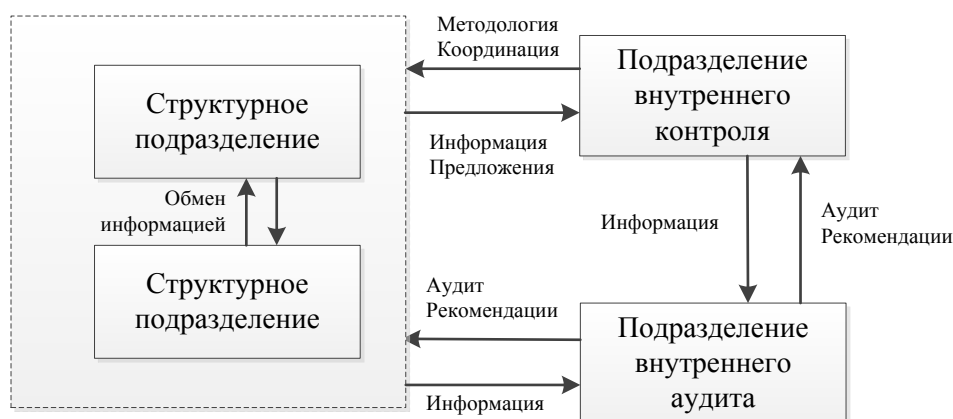 Методология
Координация
Подразделение
внутреннего
контроля
Структурное
подразделение
Информация
Предложения
Обмен
информацией
Информация
Аудит
Рекомендации
Структурное
подразделение
Аудит
Рекомендации
Подразделение
внутреннего
аудита
Информация